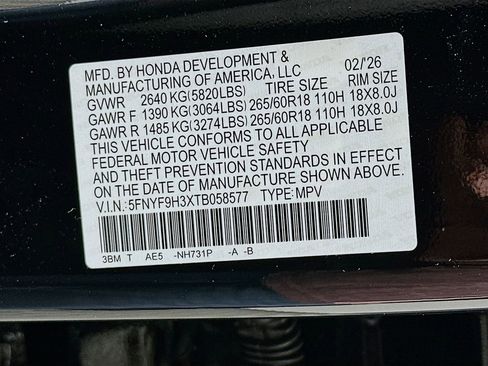 MFD. BY HONDA DEVELOPMENT &
MANUFACTURING OF AMERICA, LLC 02/26
GVWR 2640 KG(5820LBS) TIRE SIZE RIM SIZE
GAWR F 1390 KG(3064LBS) 265/60R18 110H 18X8.0J
GAWR R 1485 KG(3274LBS) 265/60R18 110H 18X8.0J
THIS VEHICLE CONFORMS TO ALL APPLICABLE
FEDERAL MOTOR VEHICLE SAFETY
AND THEFT PREVENTION STANDARDS IN EFFECT
ON THE DATE OF MANUFACTURE SHOWN ABOVE.
V.I.N.:5FNYF9H3XTB058577 TYPE:MPV
3BM T AE5 -NH731P -A -B